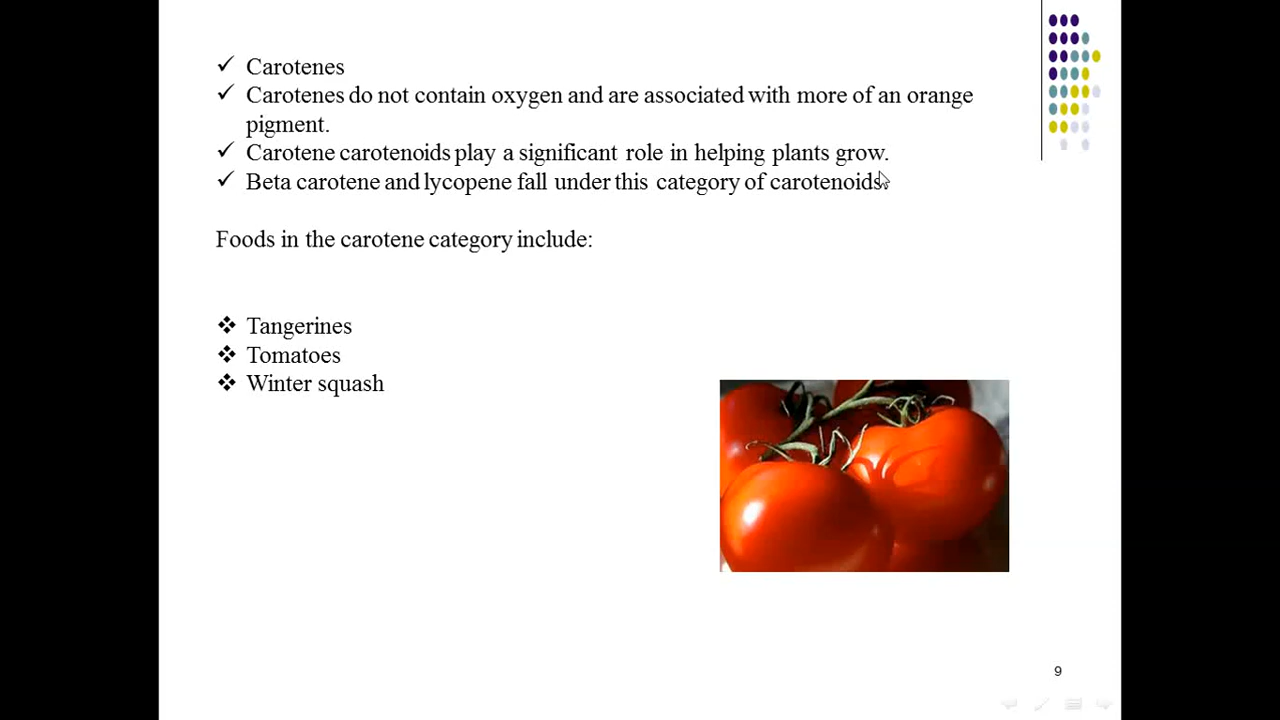 ✓ Carotenes
✓ Carotenes do not contain oxygen and are associated with more of an orange
pigment.
✓ Carotene carotenoids play a significant role in helping plants grow.
✓ Beta carotene and lycopene fall under this category of carotenoids
Foods in the carotene category include:
❖ Tangerines
❖ Tomatoes
❖ Winter squash
9